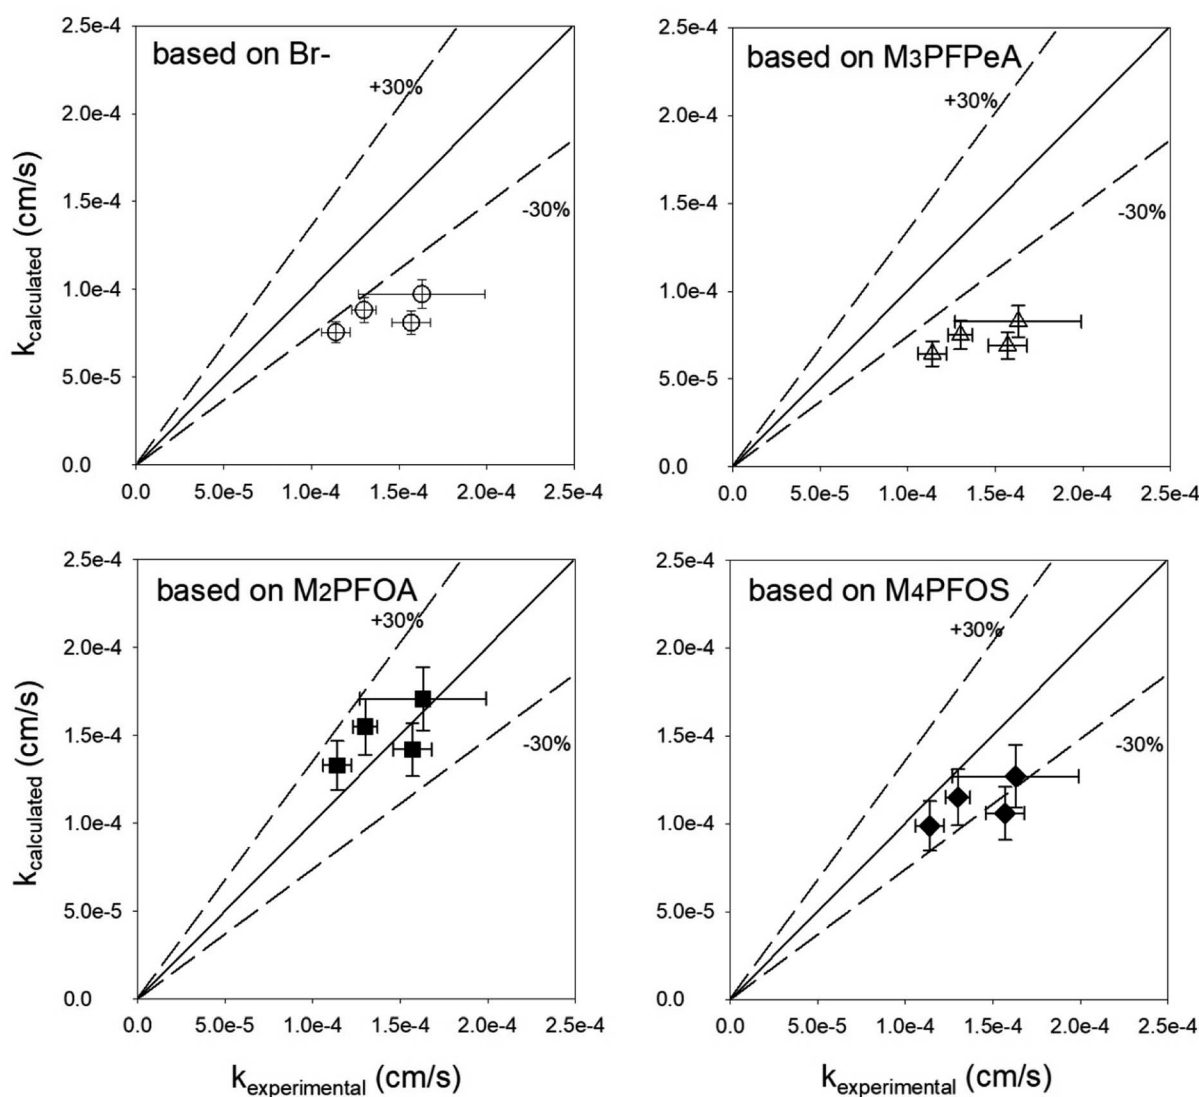 based on Br-
+30%
-30%
2.5e-4
2.0e-4
1.5e-4
1.0e-4
5.0e-5
0.0
k calculated (cm/s)
0.0 5.0e-5 1.0e-4 1.5e-4 2.0e-4 2.5e-4
based on M3PFPeA
+30%
-30%
2.5e-4
2.0e-4
1.5e-4
1.0e-4
5.0e-5
0.0
0.0 5.0e-5 1.0e-4 1.5e-4 2.0e-4 2.5e-4
based on M2PFOA
+30%
-30%
2.5e-4
2.0e-4
1.5e-4
1.0e-4
5.0e-5
0.0
k calculated (cm/s)
0.0 5.0e-5 1.0e-4 1.5e-4 2.0e-4 2.5e-4
k experimental (cm/s)
based on M4PFOS
+30%
-30%
2.5e-4
2.0e-4
1.5e-4
1.0e-4
5.0e-5
0.0
0.0 5.0e-5 1.0e-4 1.5e-4 2.0e-4 2.5e-4
k experimental (cm/s)